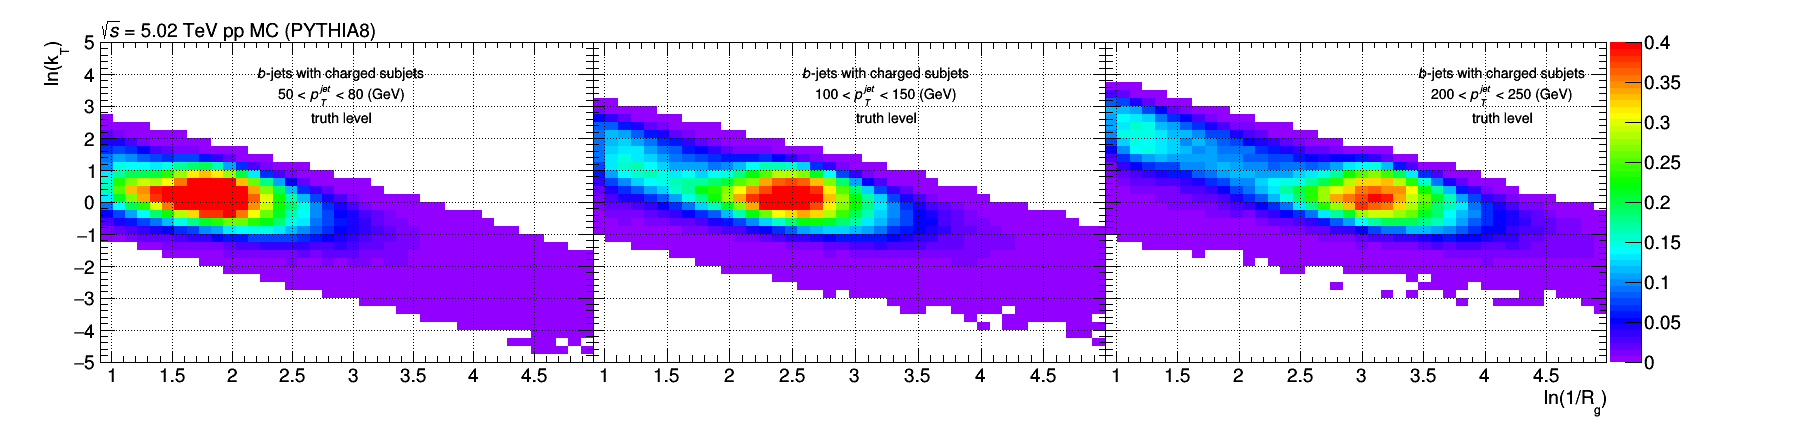 √s = 5.02 TeV pp MC (PYTHIA8)
ln(k_T)
5
4
3
2
1
0
−1
−2
−3
−4
−5
b-jets with charged subjets
50 < p_T^jet < 80 (GeV)
truth level
b-jets with charged subjets
100 < p_T^jet < 150 (GeV)
truth level
b-jets with charged subjets
200 < p_T^jet < 250 (GeV)
truth level
0.4
0.35
0.3
0.25
0.2
0.15
0.1
0.05
0
1 1.5 2 2.5 3 3.5 4 4.5
1 1.5 2 2.5 3 3.5 4 4.5
1 1.5 2 2.5 3 3.5 4 4.5
ln(1/R_g)